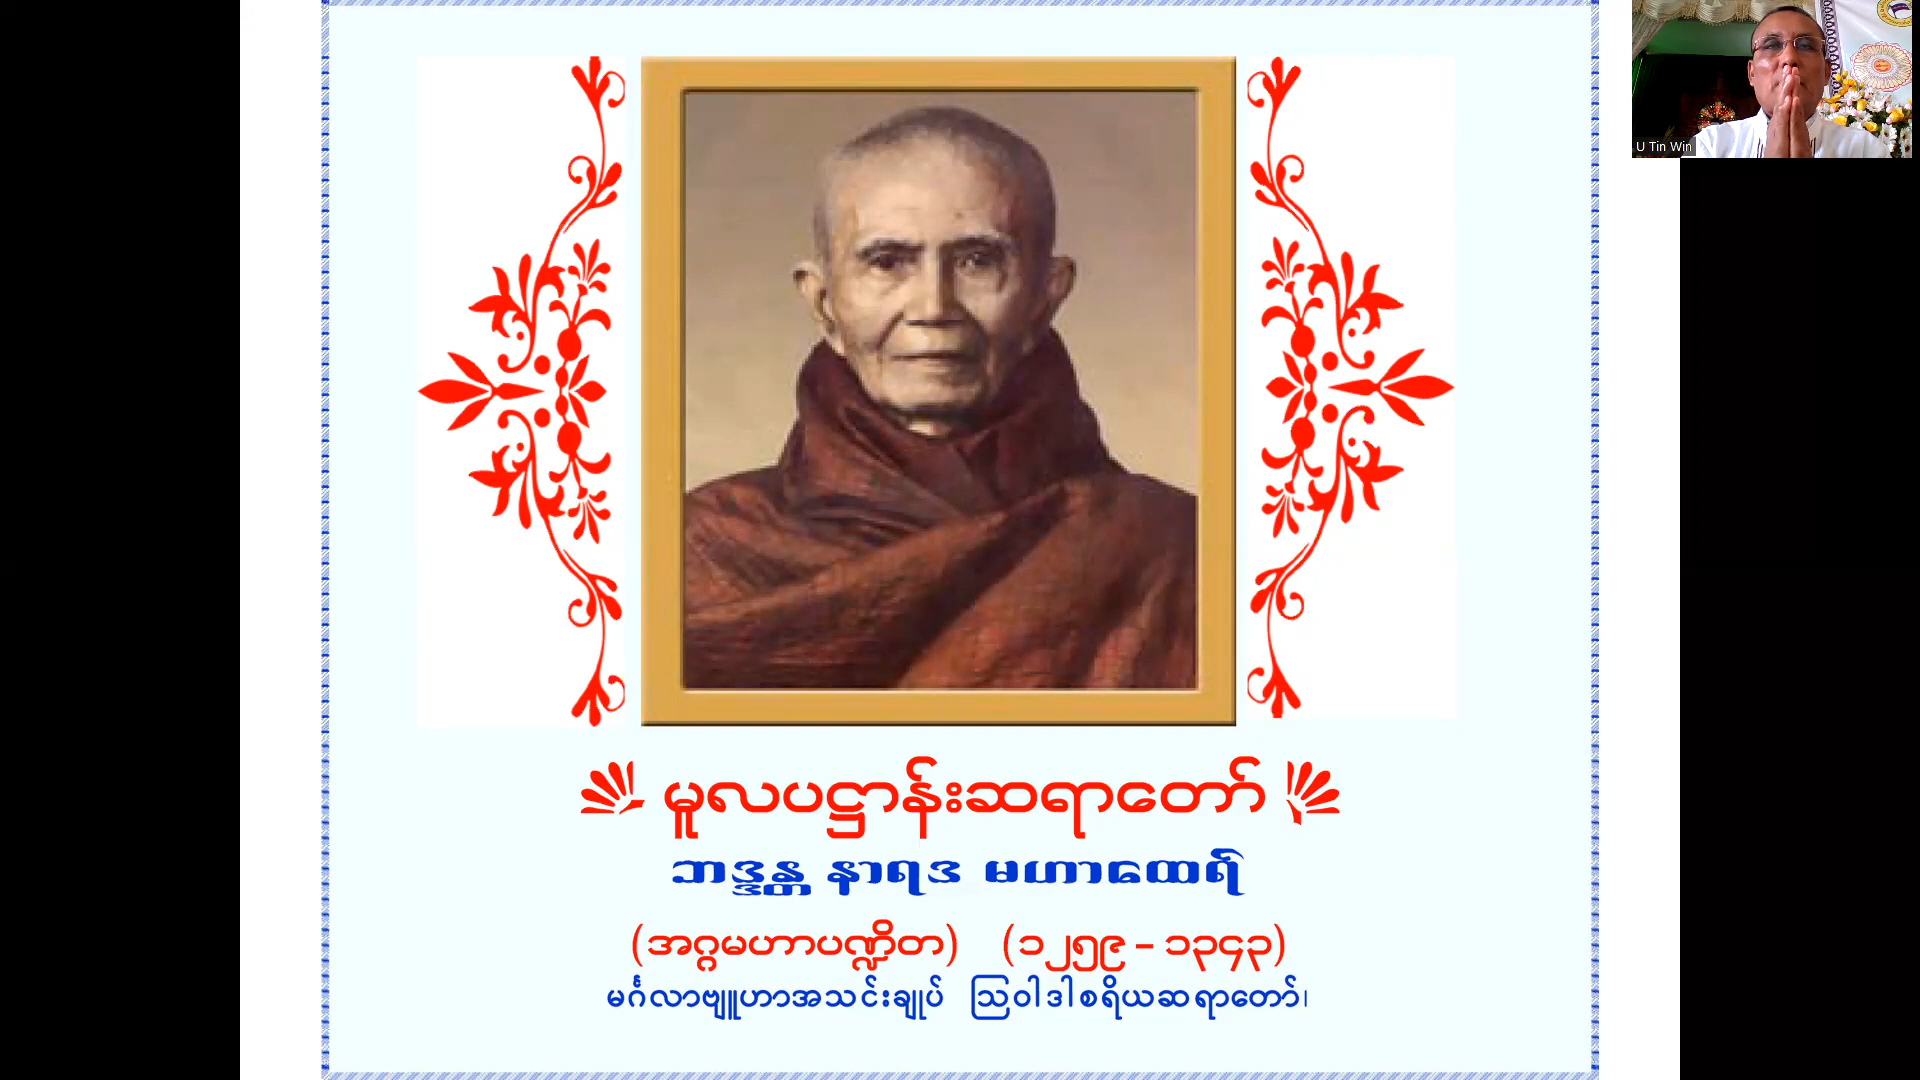 U Tin Win
မူလပဋ္ဌာန်းဆရာတော်
ဘဒ္ဒန္တ နာရဒ မဟာထေရ်
(အဂ္ဂမဟာပဏ္ဍိတ) (၁၂၅၉ – ၁၃၄၃)
မင်္ဂလာဗျူဟာအသင်းချုပ် ဩဝါဒါစရိယဆရာတော်၊